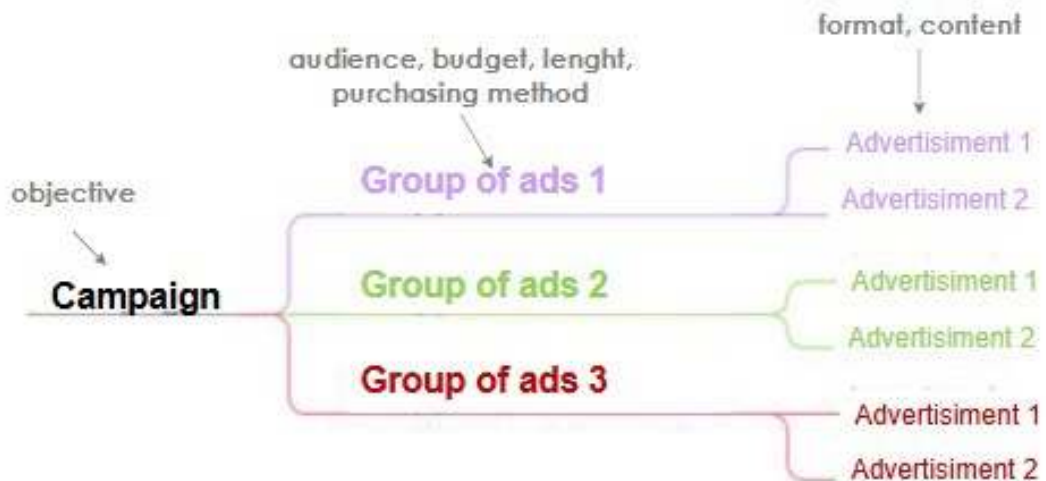 format, content
audience, budget, lenght,
purchasing method
Advertisiment 1
Group of ads 1
objective
Advertisiment 2
Campaign
Group of ads 2
Advertisiment 1
Advertisiment 2
Group of ads 3
Advertisiment 1
Advertisiment 2